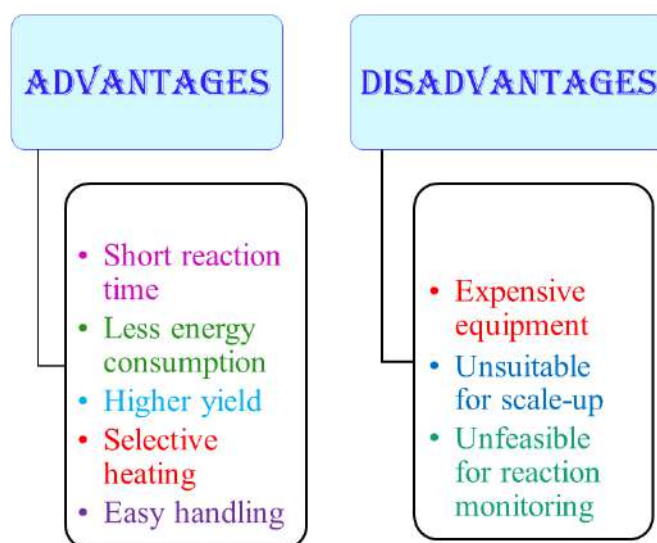 ADVANTAGES
• Short reaction
time
• Less energy
consumption
• Higher yield
• Selective
heating
• Easy handling
DISADVANTAGES
• Expensive
equipment
• Unsuitable
for scale-up
• Unfeasible
for reaction
monitoring